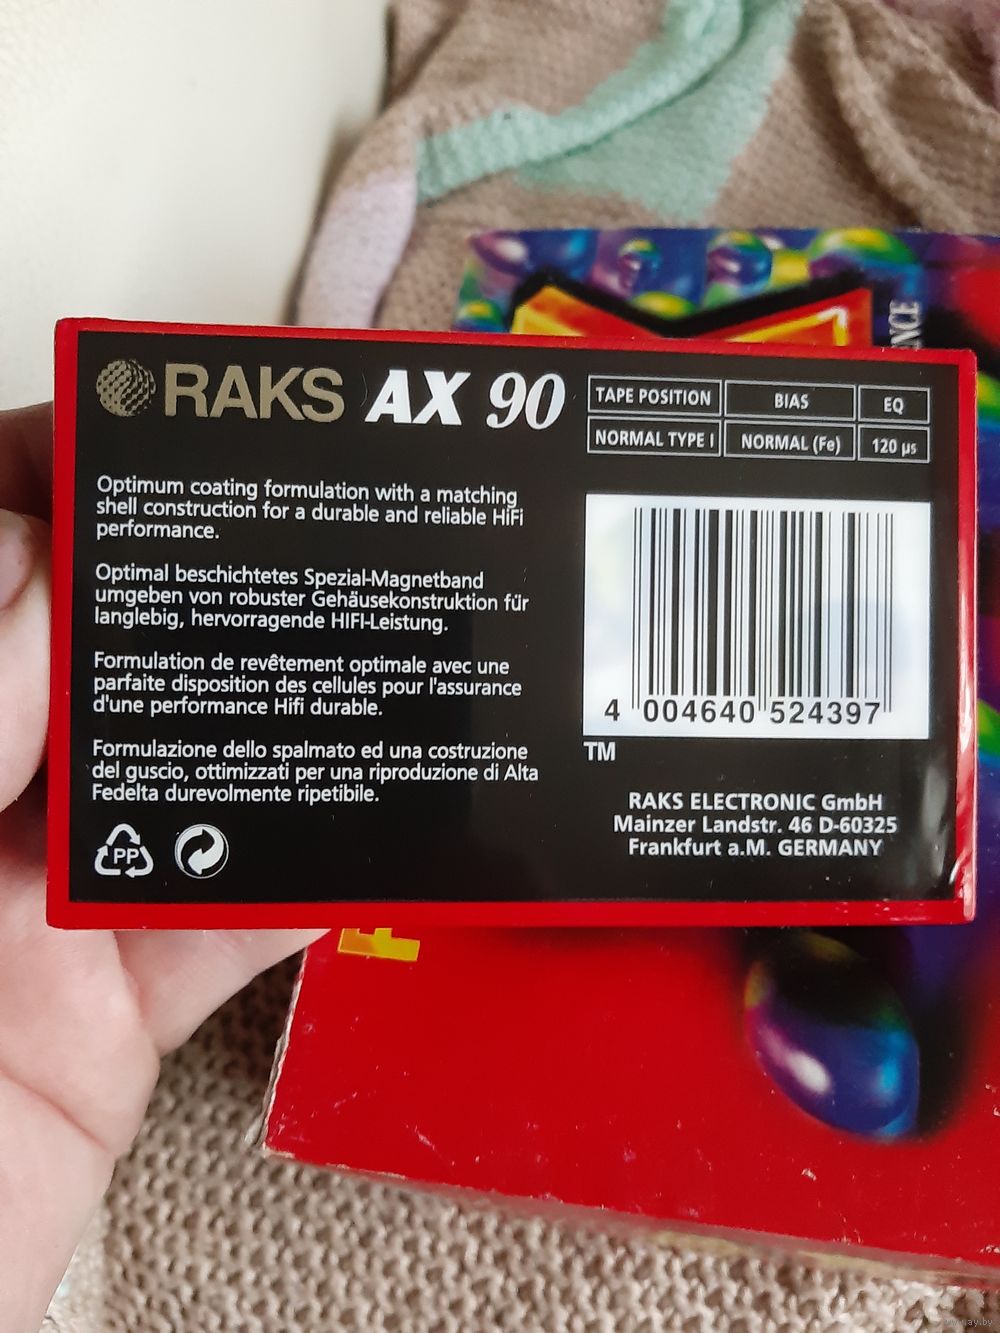 ENCE
RAKS AX 90
TAPE POSITION BIAS EQ
NORMAL TYPE I NORMAL (Fe) 120 µs
Optimum coating formulation with a matching
shell construction for a durable and reliable HiFi
performance.
Optimal beschichtetes Spezial-Magnetband
umgeben von robuster Gehäusekonstruktion für
langlebig, hervorragende HIFI-Leistung.
Formulation de revêtement optimale avec une
parfaite disposition des cellules pour l'assurance
d'une performance Hifi durable.
Formulazione dello spalmato ed una costruzione
del guscio, ottimizzati per una riproduzione di Alta
Fedelta durevolmente ripetibile.
PP
4 004640 524397
TM
RAKS ELECTRONIC GmbH
Mainzer Landstr. 46 D-60325
Frankfurt a.M. GERMANY